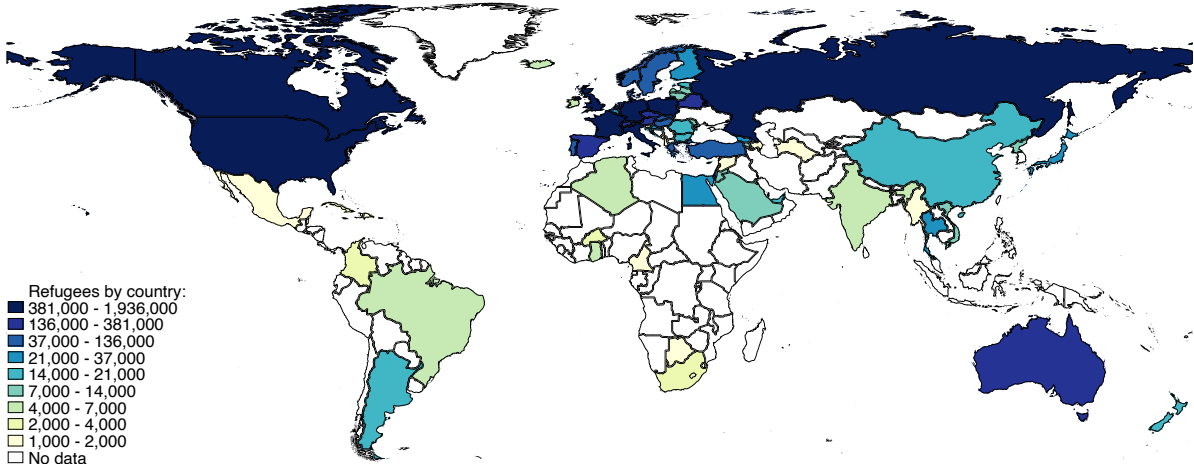 Refugees by country:
381,000 - 1,936,000
136,000 - 381,000
37,000 - 136,000
21,000 - 37,000
14,000 - 21,000
7,000 - 14,000
4,000 - 7,000
2,000 - 4,000
1,000 - 2,000
No data